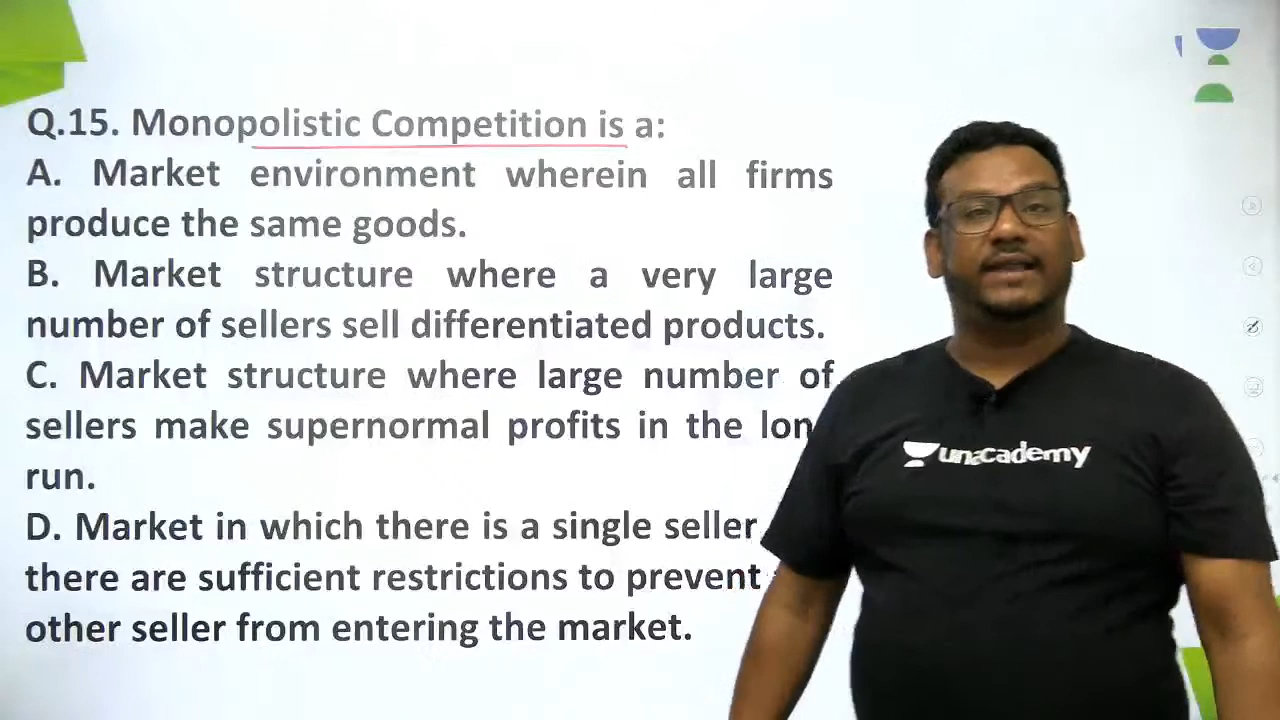 Q.15. Monopolistic Competition is a:
A. Market environment wherein all firms
produce the same goods.
B. Market structure where a very large
number of sellers sell differentiated products.
C. Market structure where large number of
sellers make supernormal profits in the
run.
D. Market in which there is a single seller
there are sufficient restrictions to prevent
other seller from entering the market.
unacademy